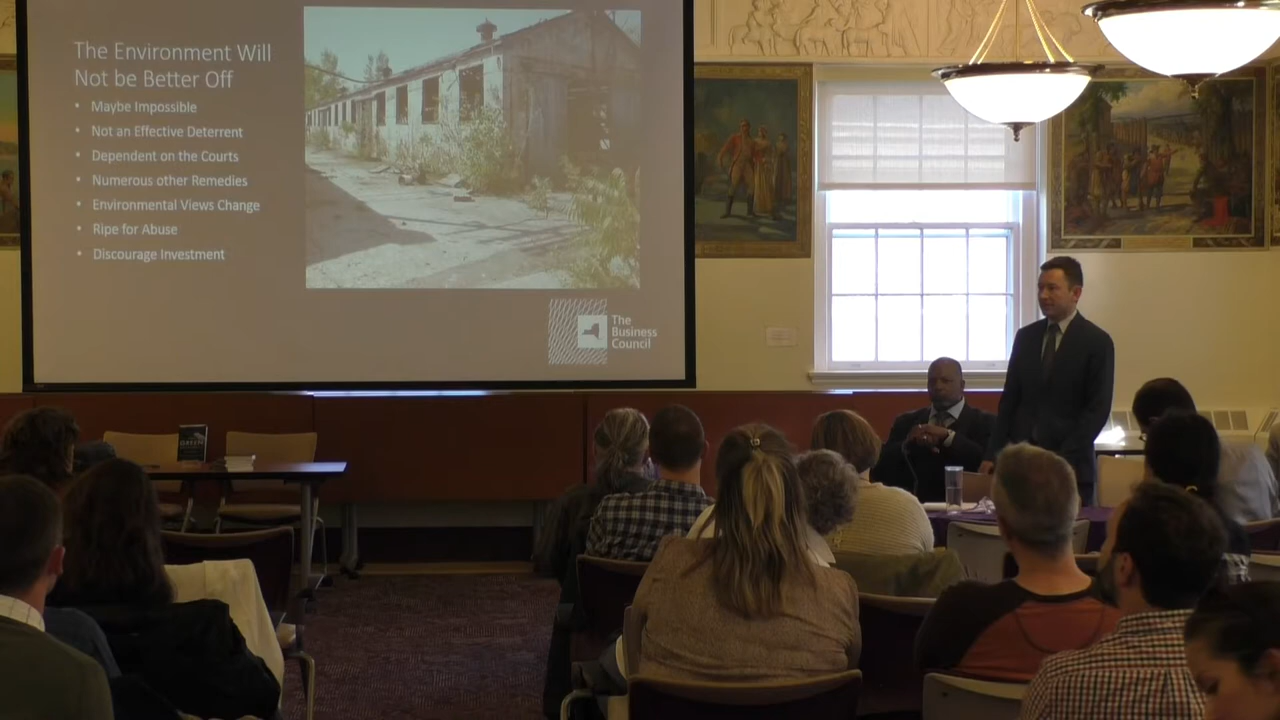 The Environment Will
Not be Better Off
• Maybe Impossible
• Not an Effective Deterrent
• Dependent on the Courts
• Numerous other Remedies
• Environmental Views Change
• Ripe for Abuse
• Discourage Investment
The
Business
Council
GREEN